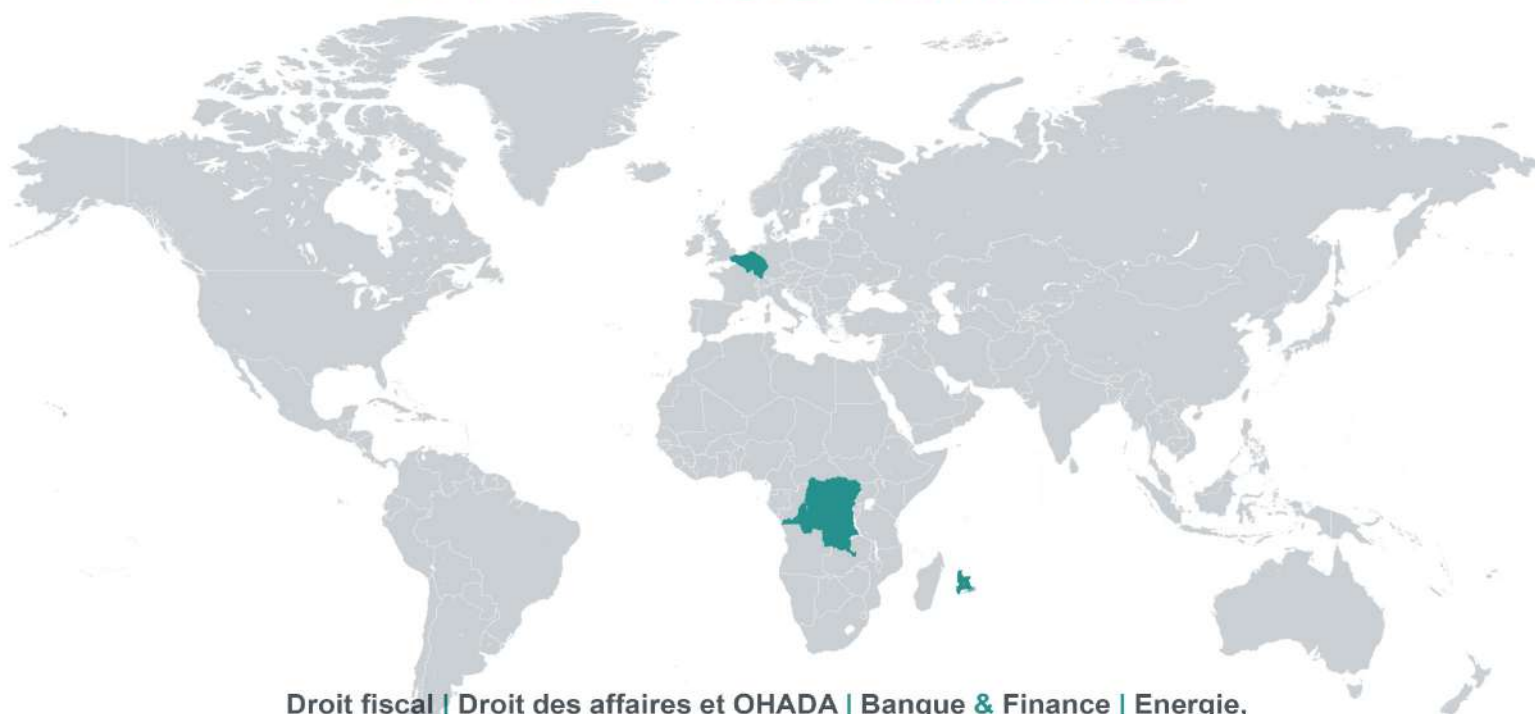 Droit fiscal | Droit des affaires et OHADA | Banque & Finance | Energie.